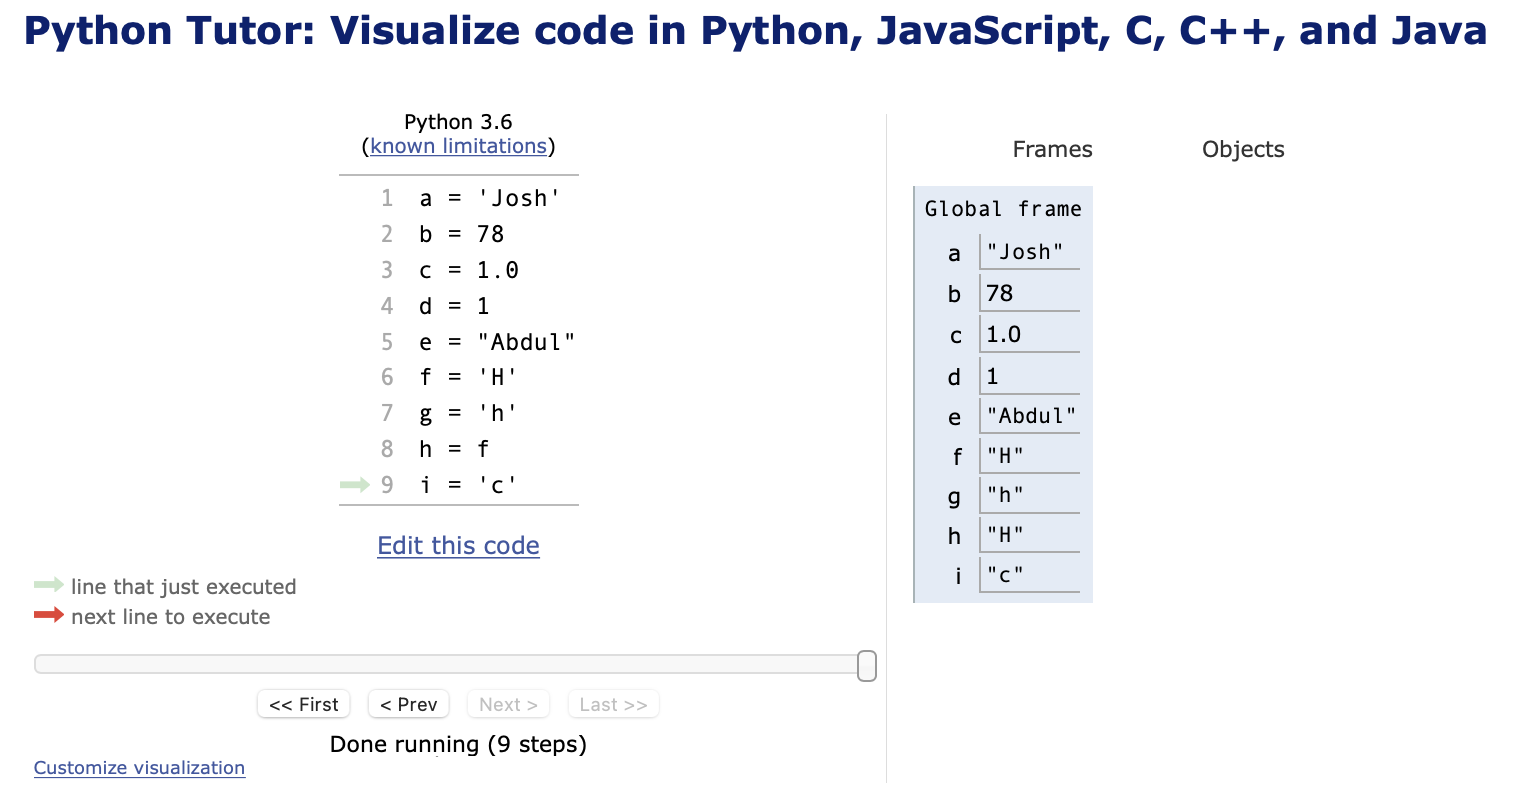 Python Tutor: Visualize code in Python, JavaScript, C, C++, and Java
Python 3.6
(known limitations)
1 a = 'Josh'
2 b = 78
3 c = 1.0
4 d = 1
5 e = "Abdul"
6 f = 'H'
7 g = 'h'
8 h = f
9 i = 'c'
Edit this code
line that just executed
next line to execute
<< First < Prev Next > Last >>
Done running (9 steps)
Customize visualization
Frames Objects
Global frame
a "Josh"
b 78
c 1.0
d 1
e "Abdul"
f "H"
g "h"
h "H"
i "c"